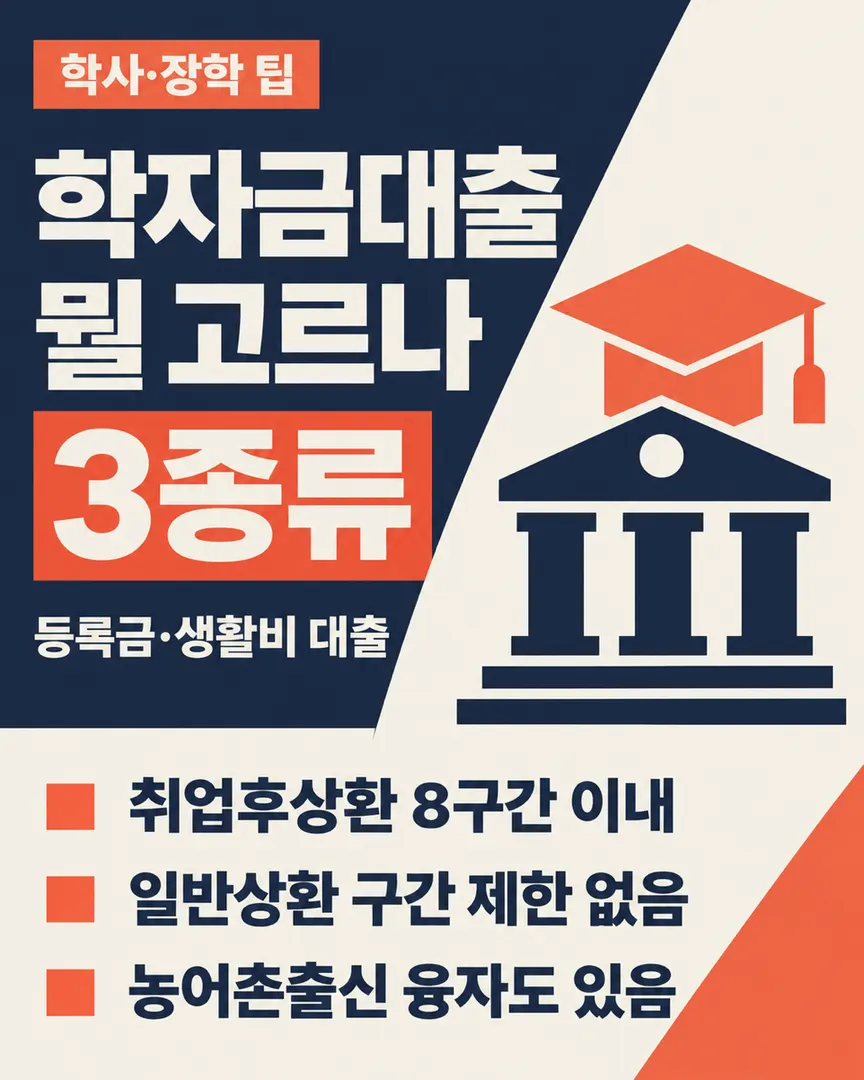 학사·장학 팁
학자금대출
뭘 고르나
3종류
등록금·생활비 대출
취업후상환 8구간 이내
일반상환 구간 제한 없음
농어촌출신 융자도 있음